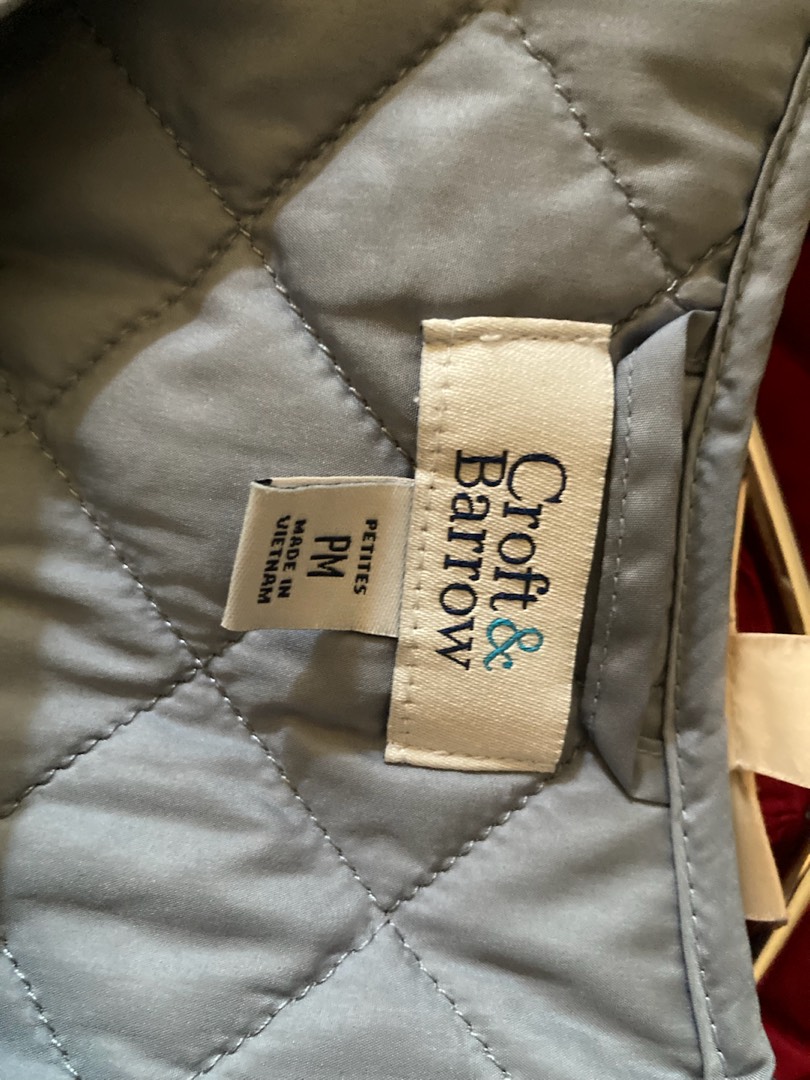 Croft &
Barrow
PETITES
PM
MADE IN
VIETNAM